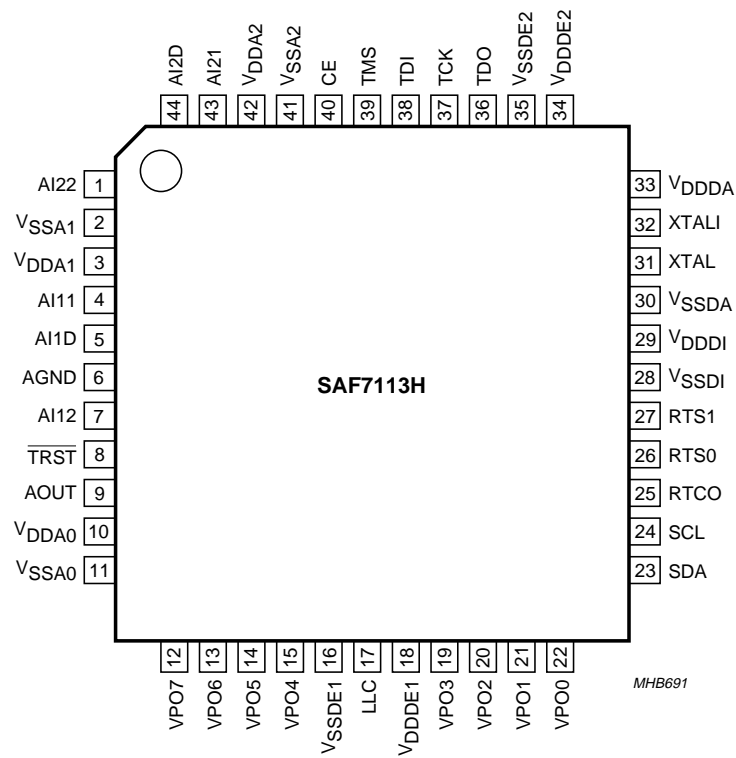 AI2D
AI21
VDDA2
VSSA2
CE
TMS
TDI
TCK
TDO
VSSDE2
VDDDE2
44
43
42
41
40
39
38
37
36
35
34
AI22 1
VSSA1 2
VDDA1 3
AI11 4
AI1D 5
AGND 6
AI12 7
TRST 8
AOUT 9
VDDA0 10
VSSA0 11
SAF7113H
33 VDDDA
32 XTALI
31 XTAL
30 VSSDA
29 VDDDI
28 VSSDI
27 RTS1
26 RTS0
25 RTCO
24 SCL
23 SDA
12
13
14
15
16
17
18
19
20
21
22
VPO7
VPO6
VPO5
VPO4
VSSDE1
LLC
VDDDE1
VPO3
VPO2
VPO1
VPO0
MHB691